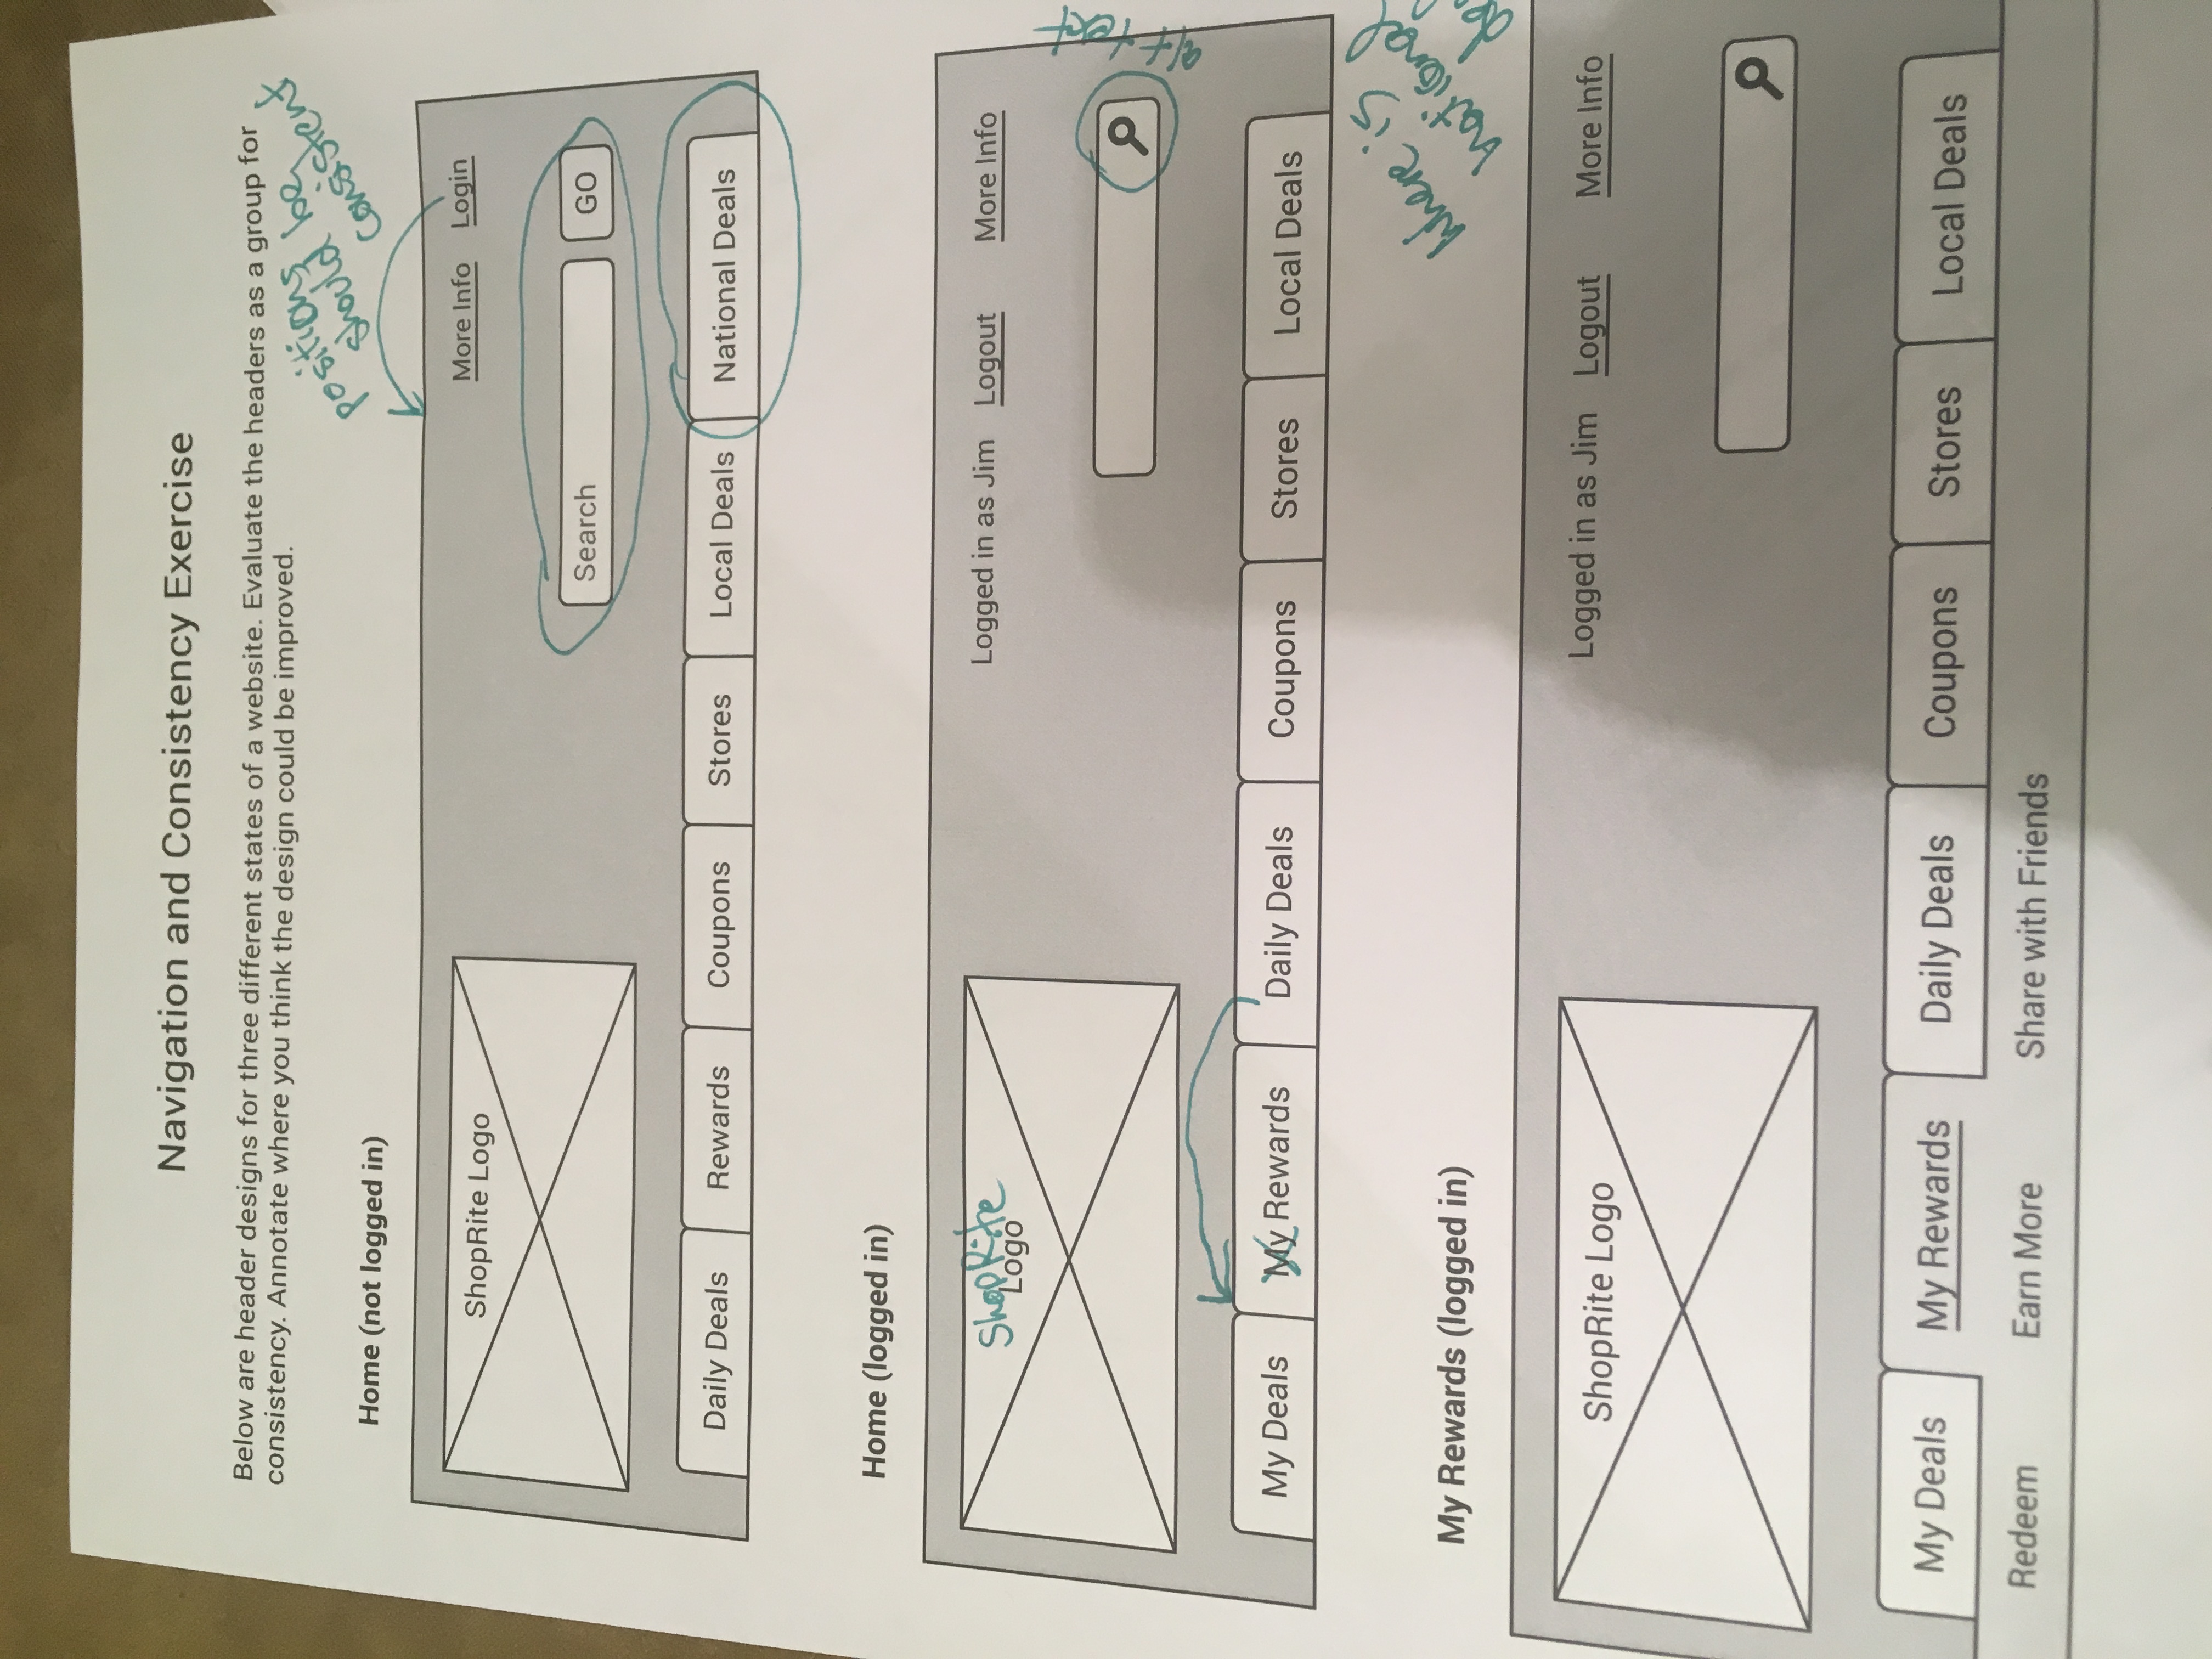 Navigation and Consistency Exercise
Below are header designs for three different states of a website. Evaluate the headers as a group for
consistency. Annotate where you think the design could be improved.
positions
should be
consistent
Home (not logged in)
ShopRite Logo
More Info Login
Search GO
Daily Deals Rewards Coupons Stores Local Deals National Deals
Home (logged in)
ShopRite
Logo
Logged in as Jim Logout More Info
alt text
My Deals My Rewards Daily Deals Coupons Stores Local Deals
Where is
national
My Rewards (logged in)
ShopRite Logo
Logged in as Jim Logout More Info
My Deals My Rewards Daily Deals Coupons Stores Local Deals
Redeem Earn More Share with Friends